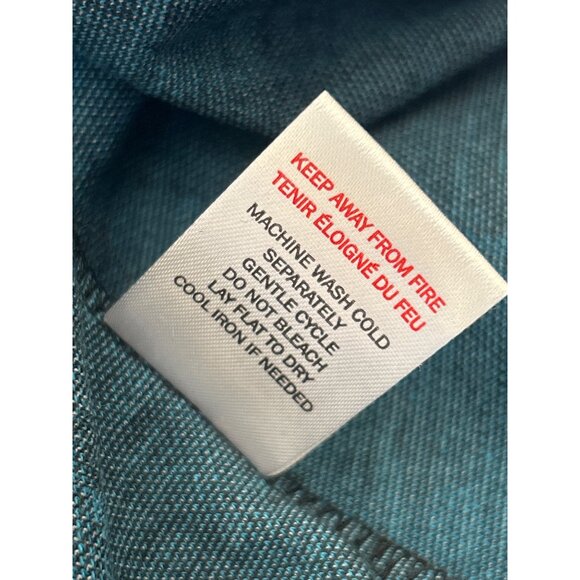 KEEP AWAY FROM FIRE
TENIR ÉLOIGNÉ DU FEU
MACHINE WASH COLD
SEPARATELY
GENTLE CYCLE
DO NOT BLEACH
LAY FLAT TO DRY
COOL IRON IF NEEDED